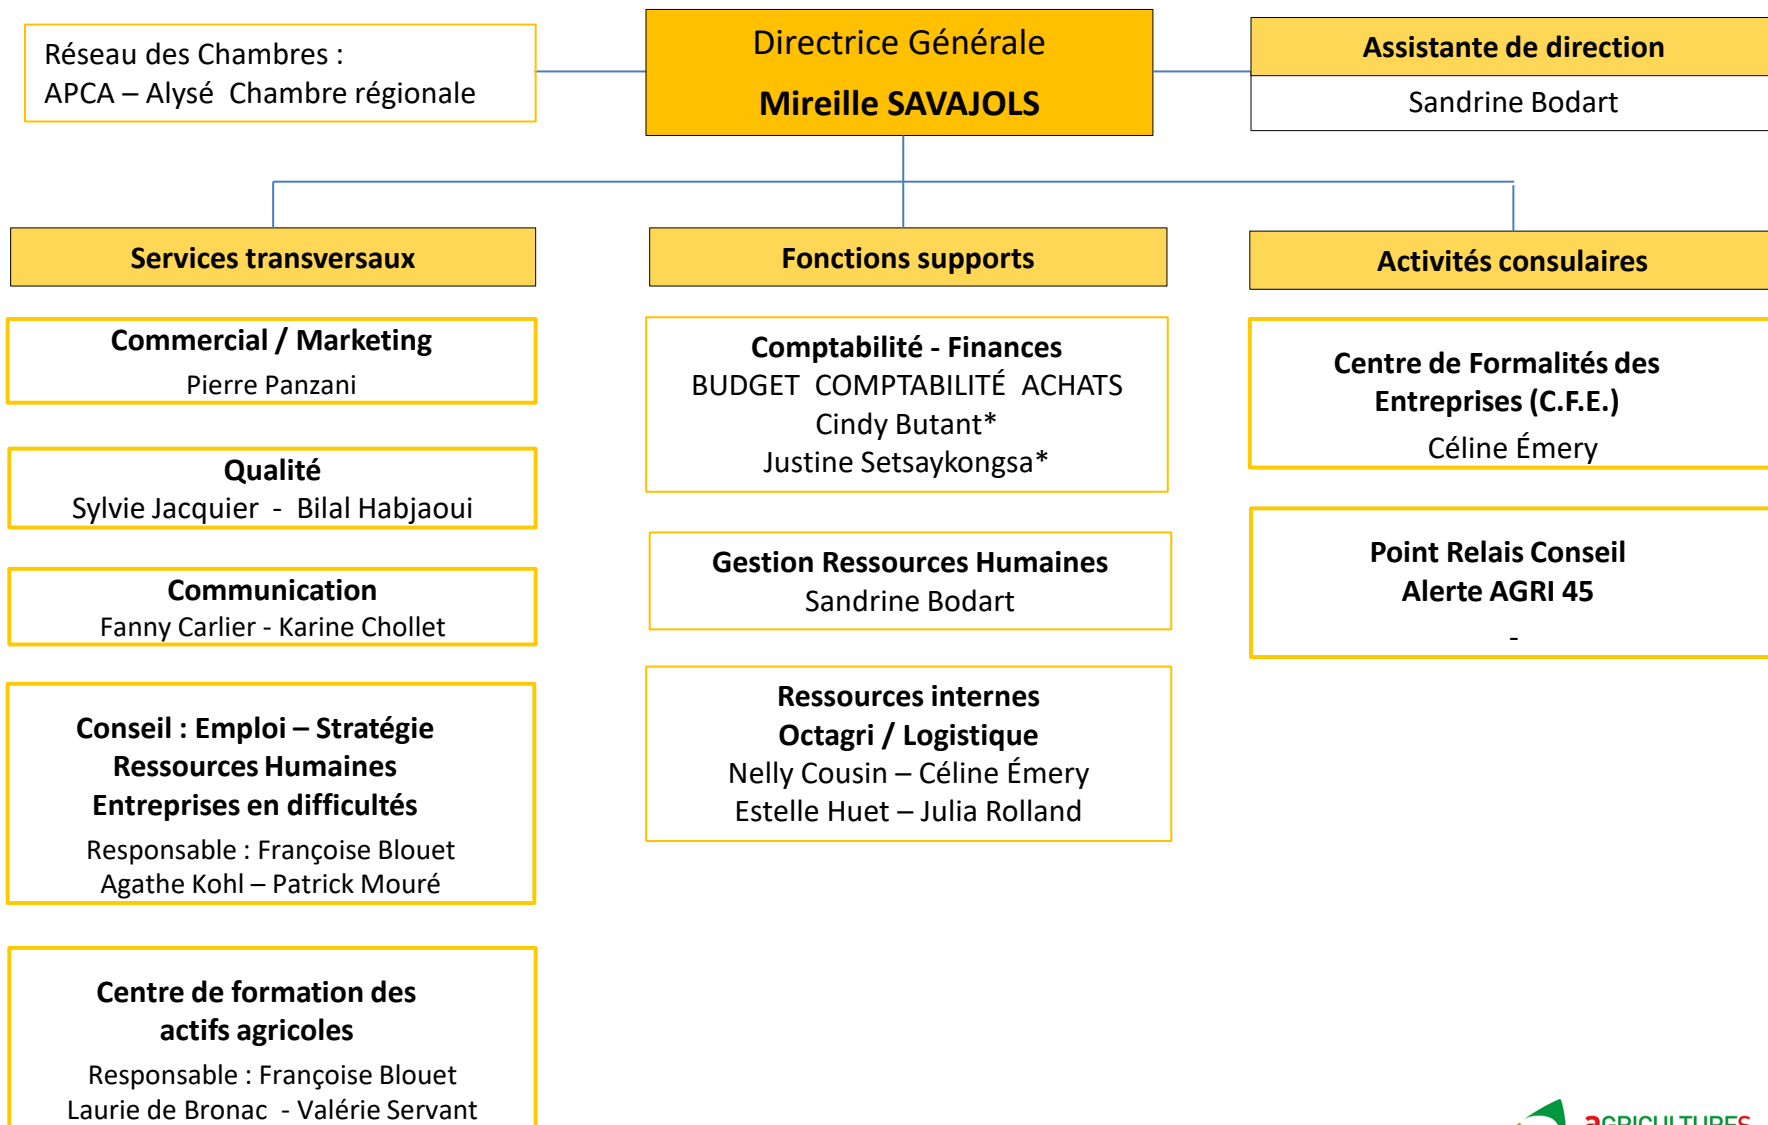 Réseau des Chambres :
APCA – Alysé Chambre régionale
Directrice Générale
Mireille SAVAJOLS
Assistante de direction
Sandrine Bodart
Services transversaux
Commercial / Marketing
Pierre Panzani
Qualité
Sylvie Jacquier - Bilal Habjaoui
Communication
Fanny Carlier - Karine Chollet
Conseil : Emploi – Stratégie
Ressources Humaines
Entreprises en difficultés
Responsable : Françoise Blouet
Agathe Kohl – Patrick Mouré
Centre de formation des
actifs agricoles
Responsable : Françoise Blouet
Laurie de Bronac - Valérie Servant
Fonctions supports
Comptabilité - Finances
BUDGET COMPTABILITÉ ACHATS
Cindy Butant*
Justine Setsaykongsa*
Gestion Ressources Humaines
Sandrine Bodart
Ressources internes
Octagri / Logistique
Nelly Cousin – Céline Émery
Estelle Huet – Julia Rolland
Activités consulaires
Centre de Formalités des
Entreprises (C.F.E.)
Céline Émery
Point Relais Conseil
Alerte AGRI 45
-
aGRICULTURES